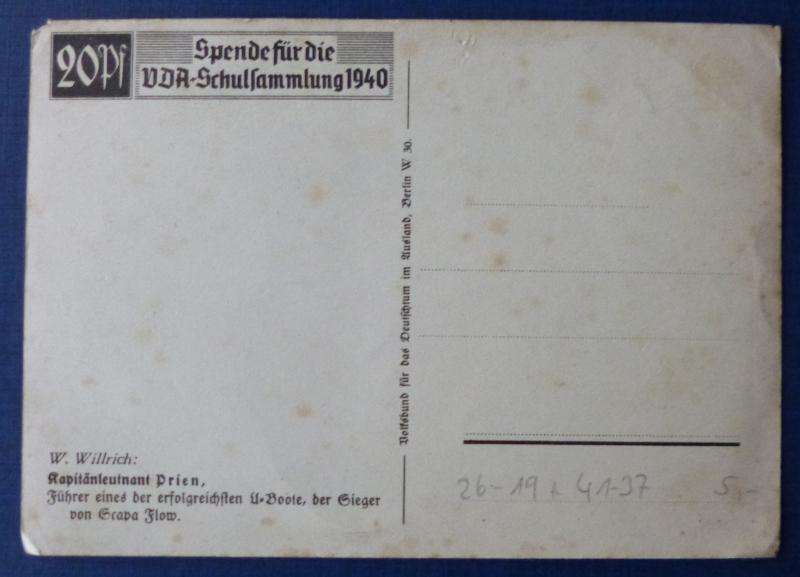 20Pf
Spende für die
VDA-Schulsammlung 1940
Volksbund für das Deutschtum im Ausland, Berlin W 30.
W. Willrich:
Kapitänleutnant Prien,
Führer eines der erfolgreichsten U-Boote, der Sieger
von Scapa Flow.
26-19 + 41-37 5,-